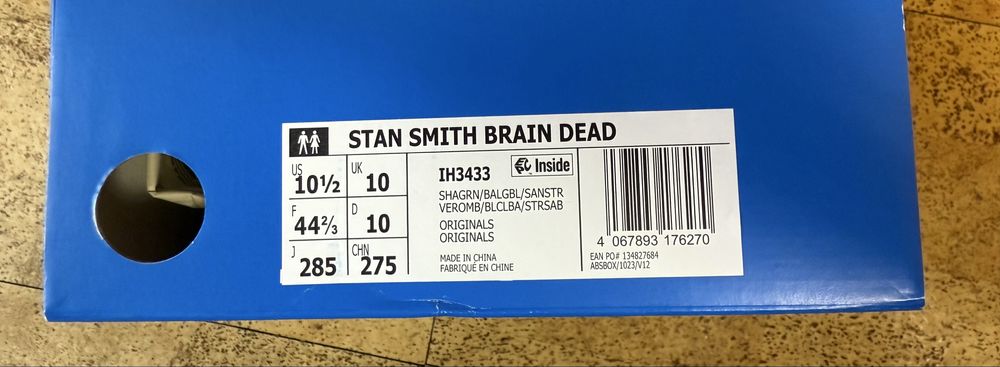 STAN SMITH BRAIN DEAD
US 10½ UK 10
F 44⅔ D 10
J 285 CHN 275
IH3433 Inside
SHAGRN/BALGBL/SANSTR
VEROMB/BLCLBA/STRSAB
ORIGINALS
ORIGINALS
MADE IN CHINA
FABRIQUÉ EN CHINE
4 067893 176270
EAN PO# 134827684
ABSBOX/1023/V12